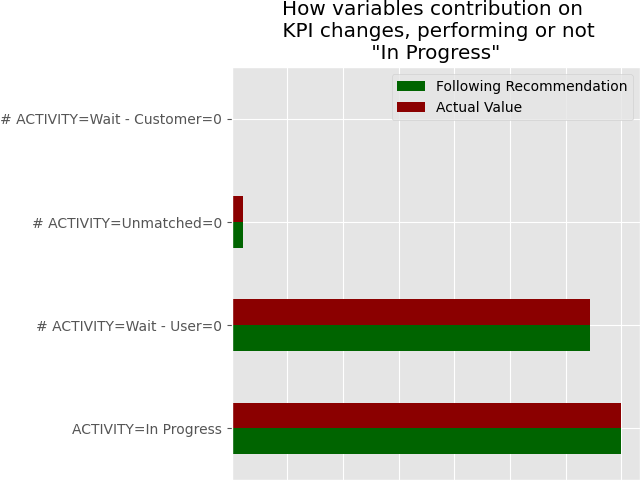 How variables contribution on
KPI changes, performing or not
"In Progress"
Following Recommendation
Actual Value
# ACTIVITY=Wait - Customer=0
# ACTIVITY=Unmatched=0
# ACTIVITY=Wait - User=0
ACTIVITY=In Progress